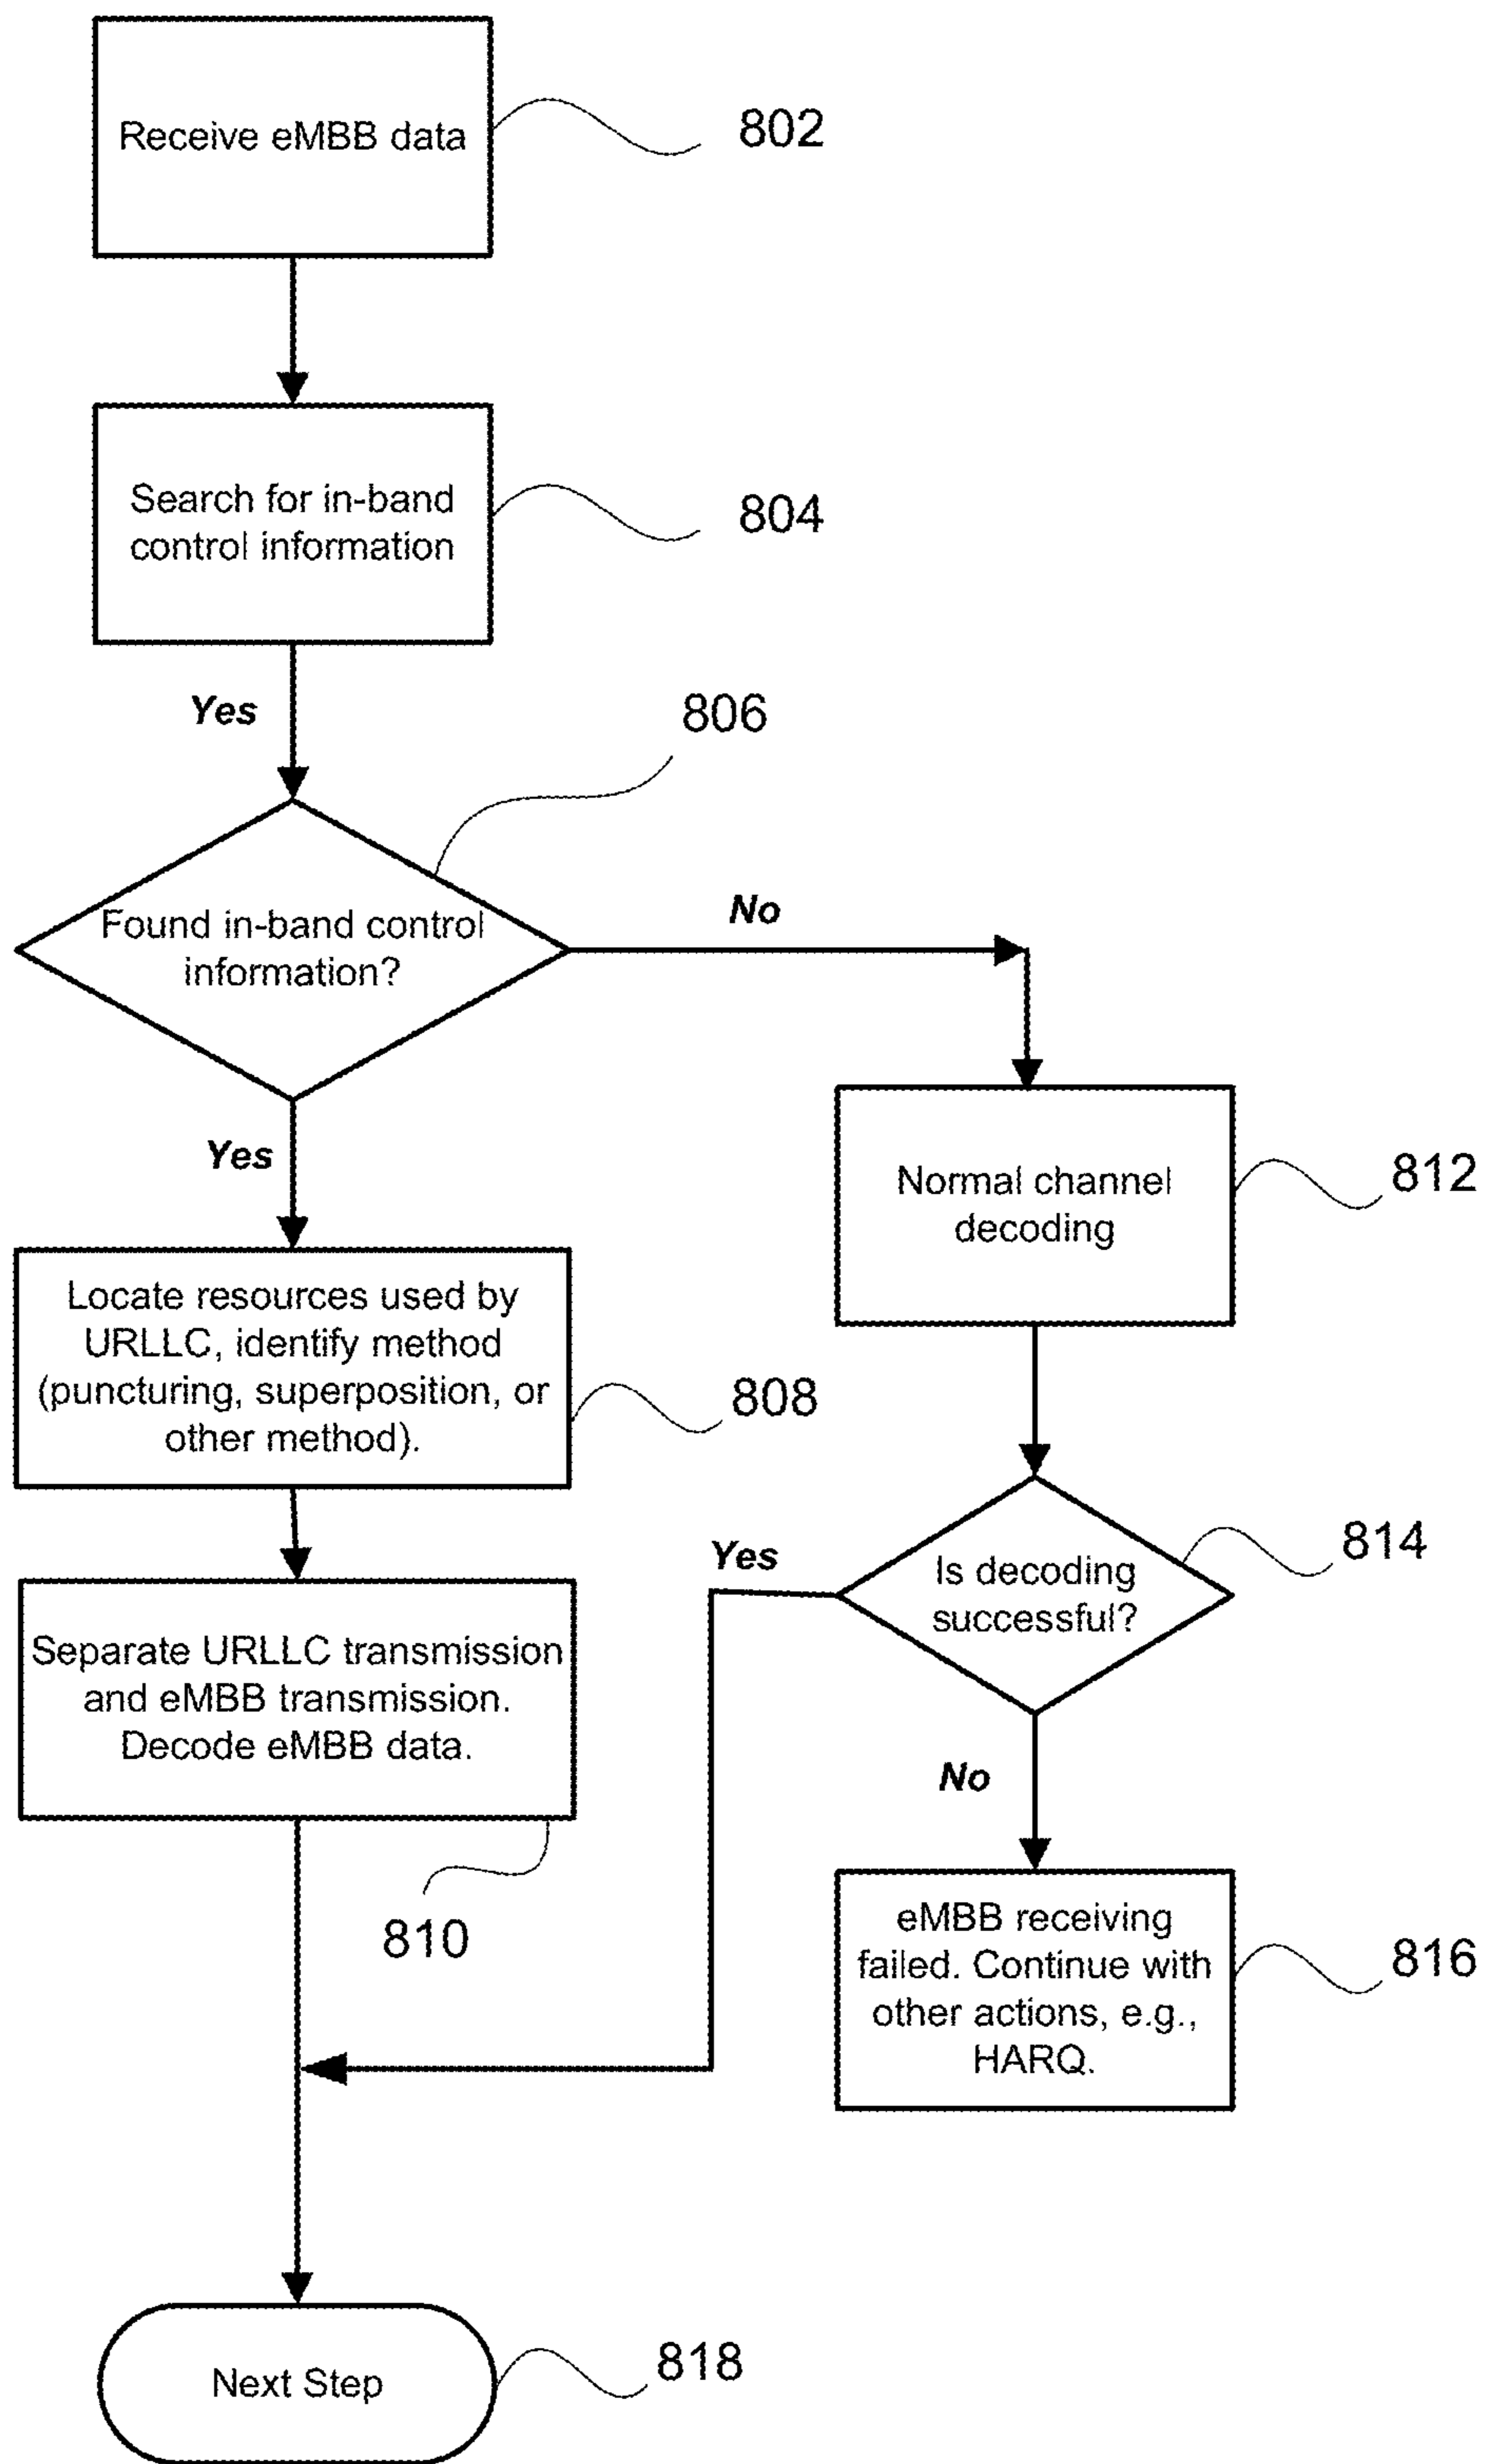 Receive eMBB data
802
Search for in-band
control information
804
Yes
806
Found in-band control
information?
No
Yes
Normal channel
decoding
812
Locate resources used by
URLLC, identify method
(puncturing, superposition, or
other method).
808
Is decoding
successful?
814
Yes
Separate URLLC transmission
and eMBB transmission.
Decode eMBB data.
810
No
eMBB receiving
failed. Continue with
other actions, e.g.,
HARQ.
816
Next Step
818